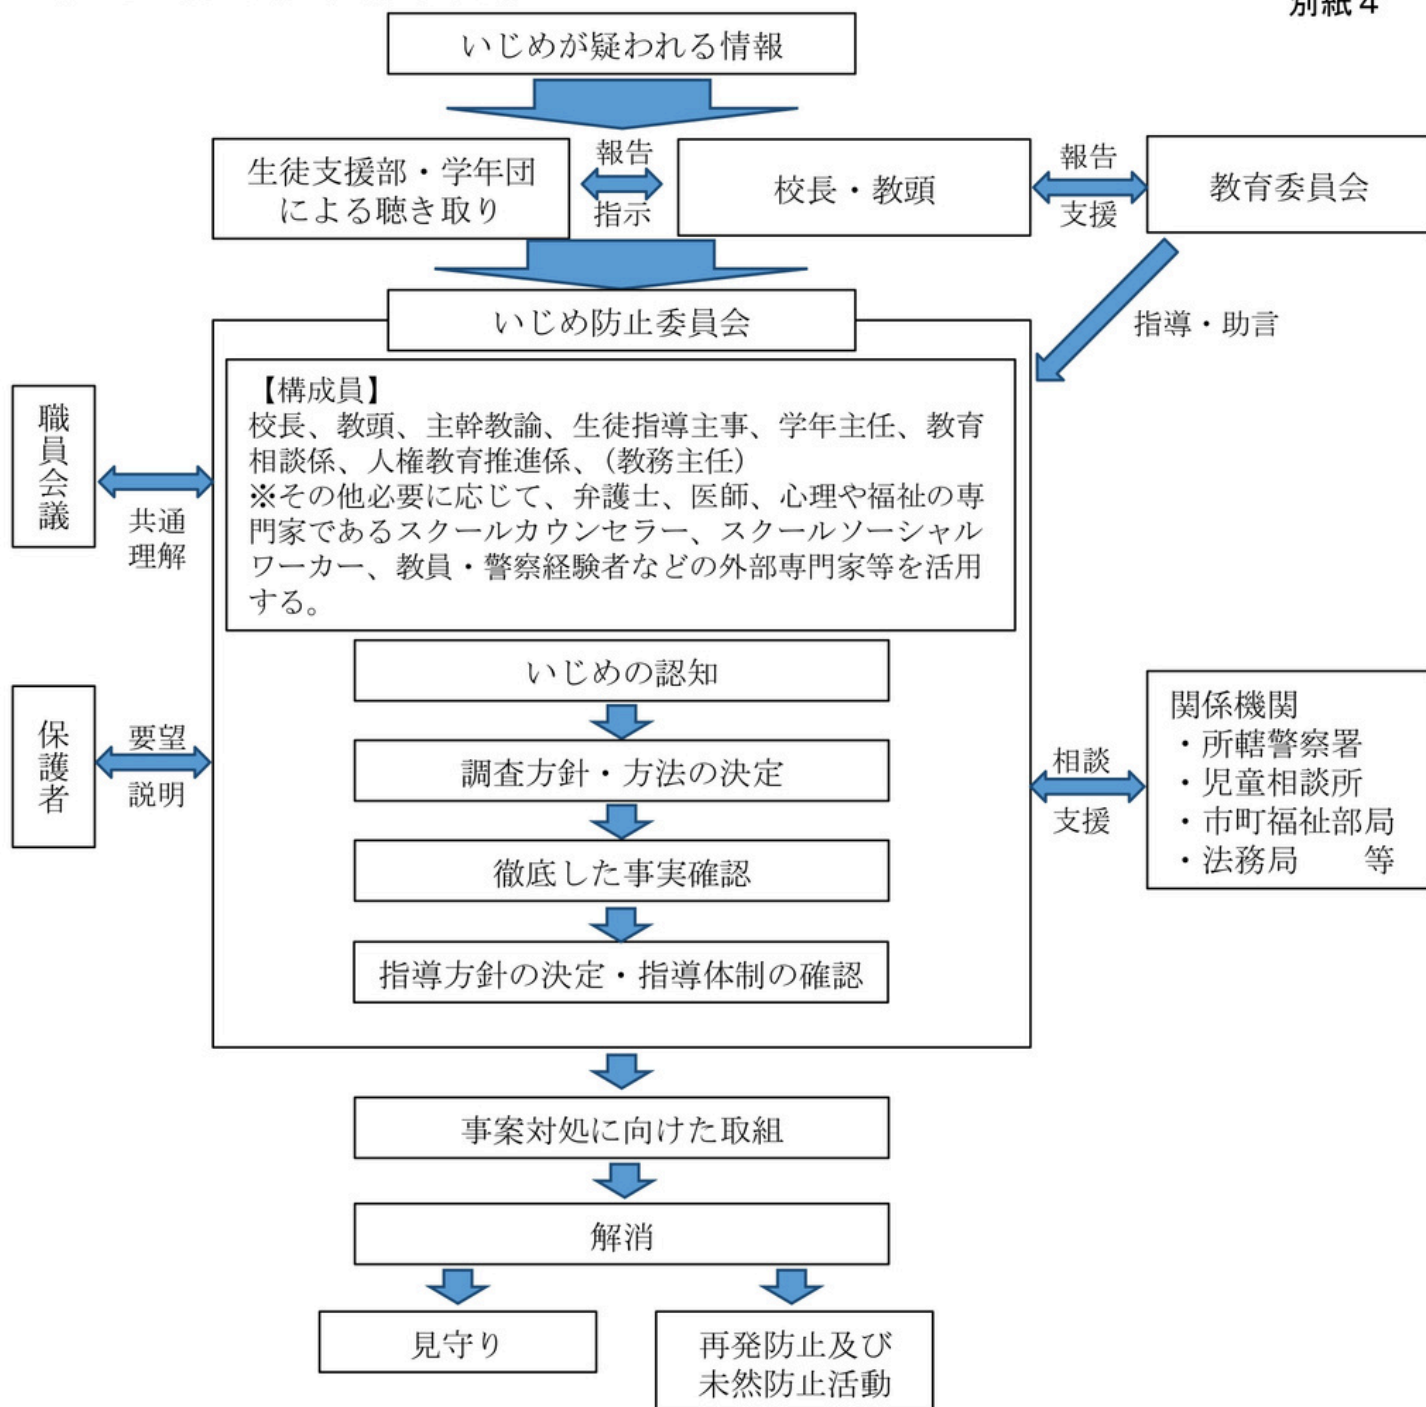 別紙４
いじめが疑われる情報
生徒支援部・学年団
による聴き取り
報告
指示
校長・教頭
報告
支援
教育委員会
指導・助言
いじめ防止委員会
【構成員】
校長、教頭、主幹教諭、生徒指導主事、学年主任、教育
相談係、人権教育推進係、（教務主任）
※その他必要に応じて、弁護士、医師、心理や福祉の専
門家であるスクールカウンセラー、スクールソーシャル
ワーカー、教員・警察経験者などの外部専門家等を活用
する。
職員会議
共通
理解
いじめの認知
調査方針・方法の決定
徹底した事実確認
指導方針の決定・指導体制の確認
保護者
要望
説明
相談
支援
関係機関
・所轄警察署
・児童相談所
・市町福祉部局
・法務局　　等
事案対処に向けた取組
解消
見守り
再発防止及び
未然防止活動